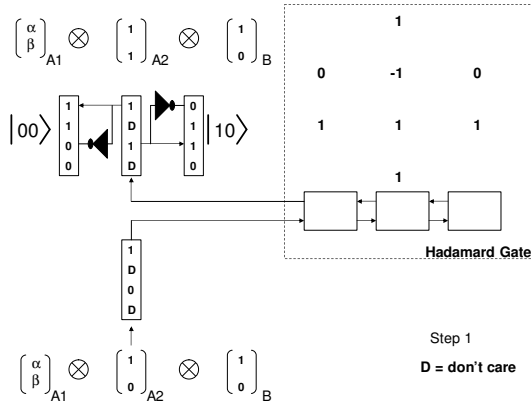 1
α 1 1
β A1 ⊗ 1 A2 ⊗ 0 B
0 -1 0
|00⟩ 1 1 0 |10⟩
1 D 1
0 1 1
0 D 0
1 1 1
1
1
D
0
D
Hadamard Gate
Step 1
D = don't care
α 1 1
β A1 ⊗ 0 A2 ⊗ 0 B